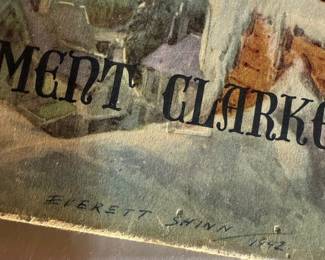 MENT CLARKE
EVERETT SHINN
1942